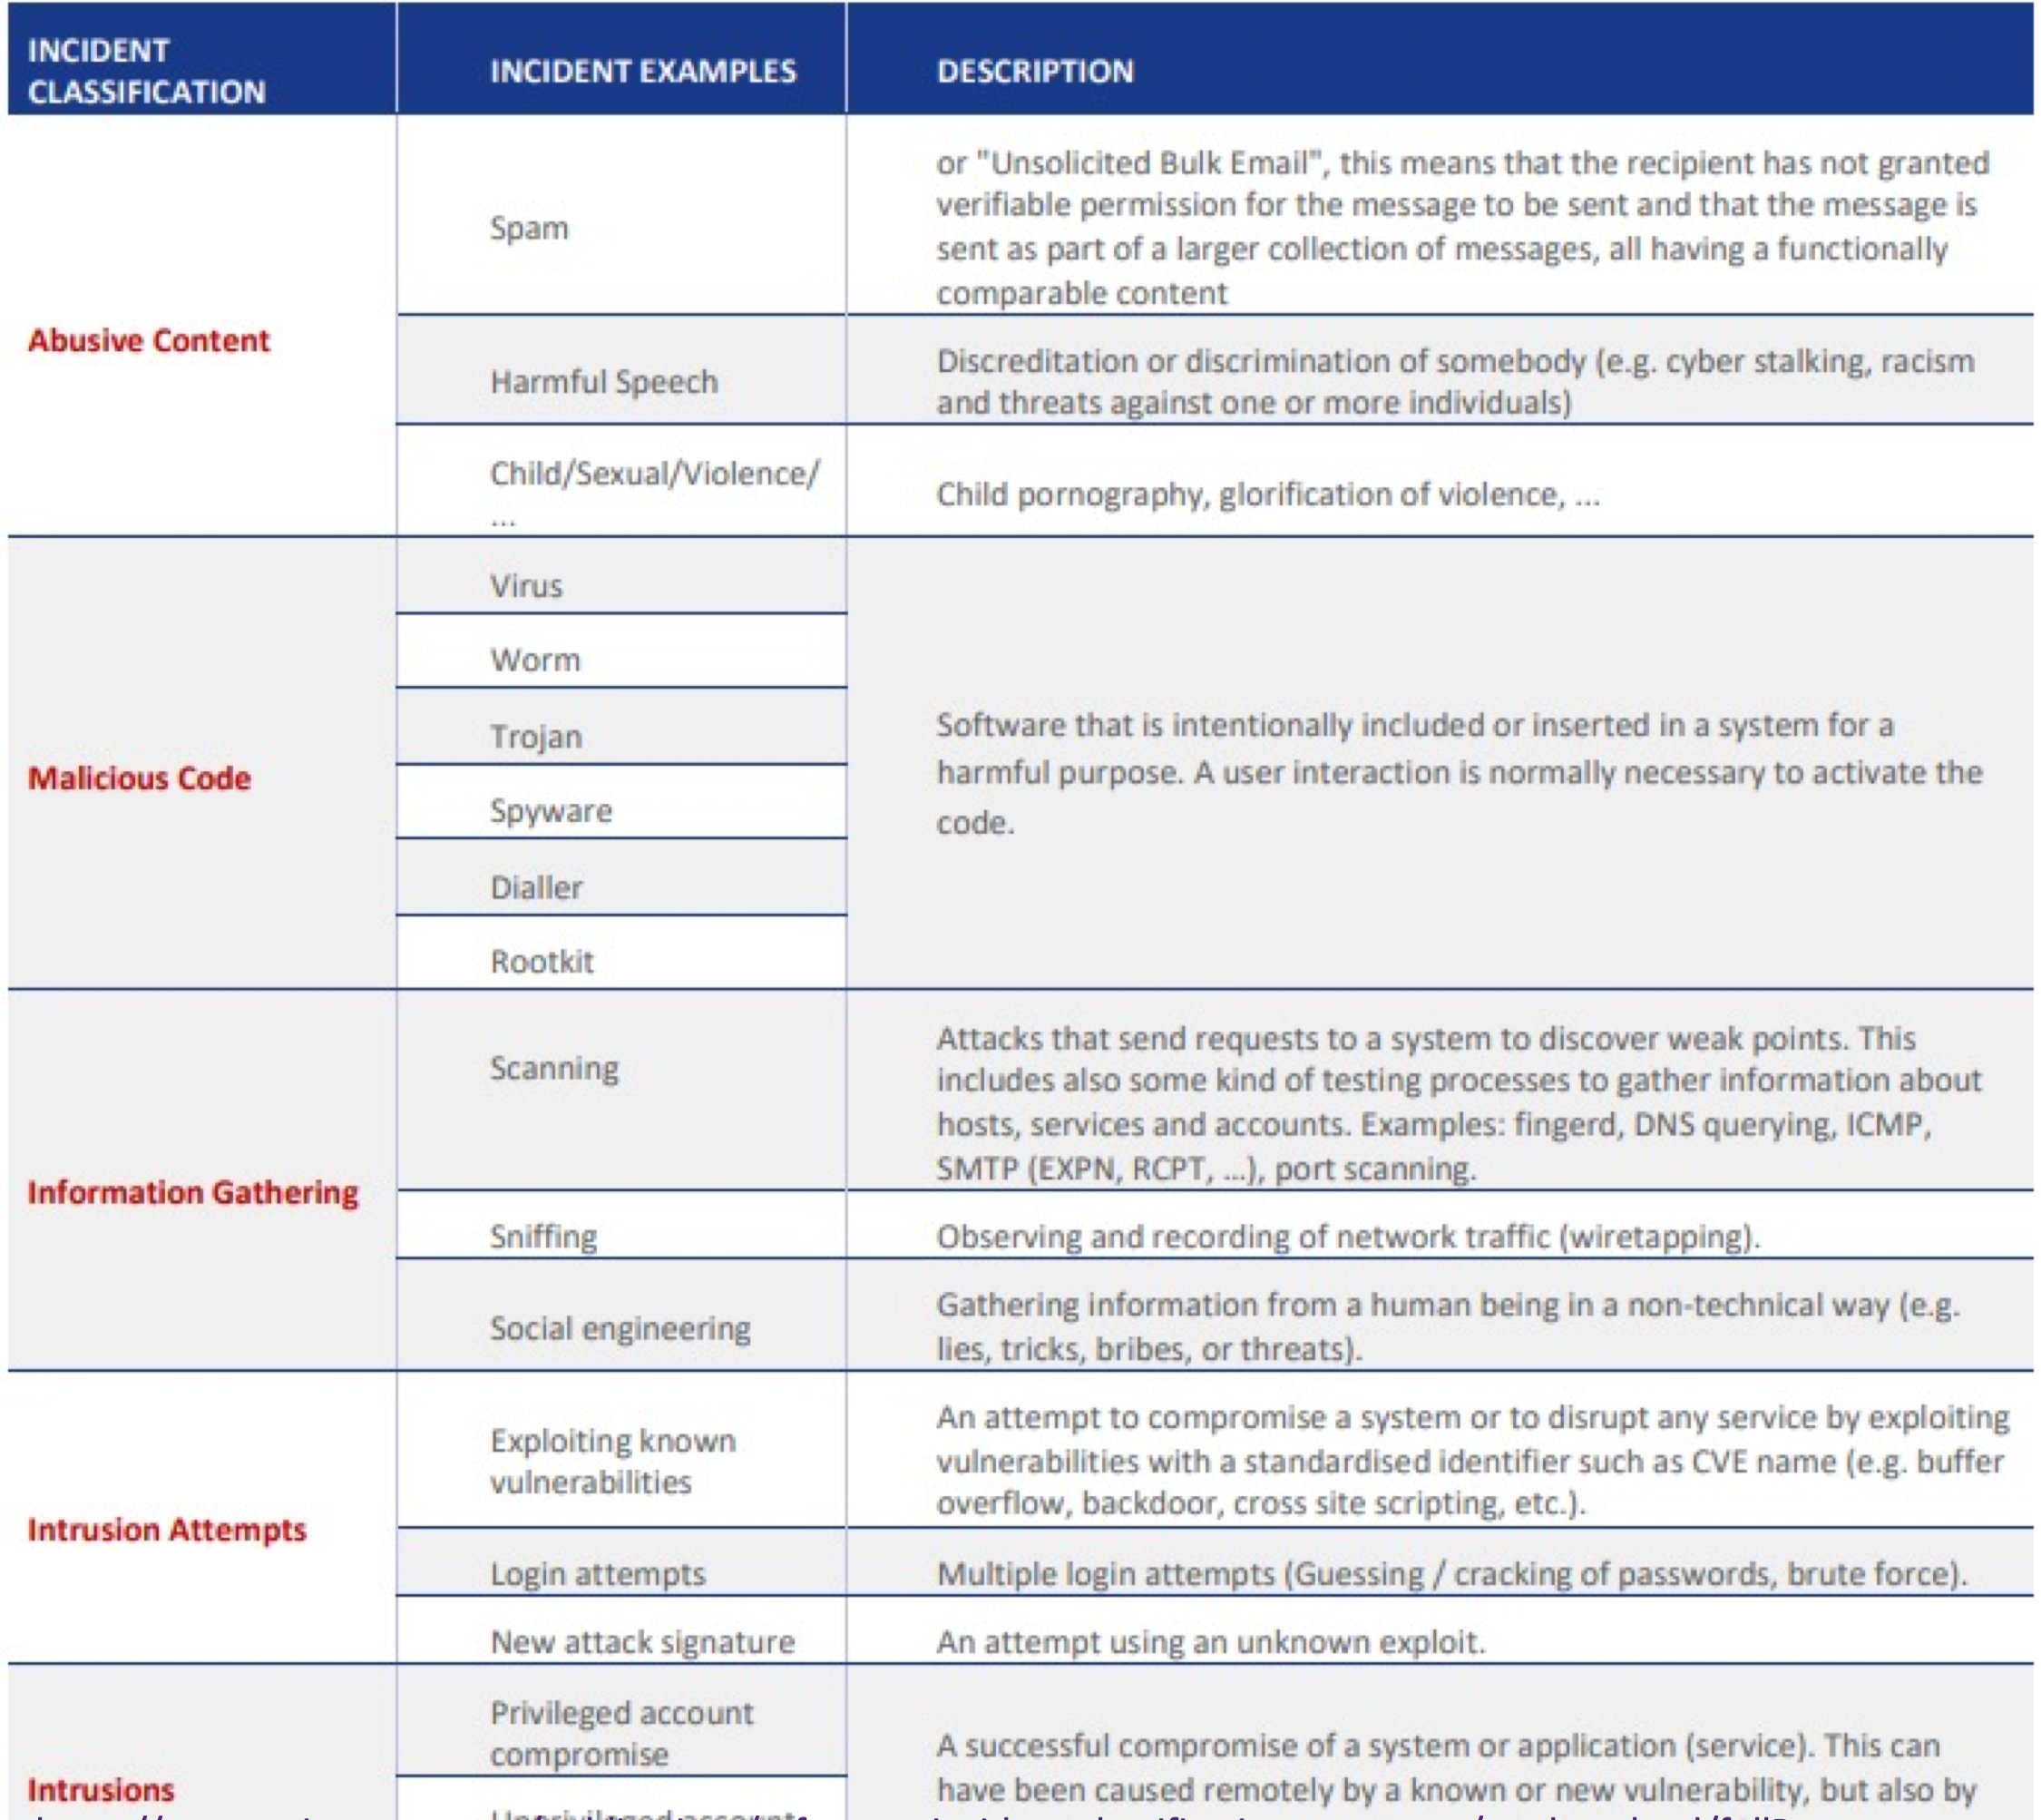 INCIDENT
CLASSIFICATION
INCIDENT EXAMPLES
DESCRIPTION
Abusive Content
Spam
or "Unsolicited Bulk Email", this means that the recipient has not granted
verifiable permission for the message to be sent and that the message is
sent as part of a larger collection of messages, all having a functionally
comparable content
Harmful Speech
Discreditation or discrimination of somebody (e.g. cyber stalking, racism
and threats against one or more individuals)
Child/Sexual/Violence/
...
Child pornography, glorification of violence, ...
Malicious Code
Virus
Worm
Trojan
Spyware
Dialler
Rootkit
Software that is intentionally included or inserted in a system for a
harmful purpose. A user interaction is normally necessary to activate the
code.
Information Gathering
Scanning
Attacks that send requests to a system to discover weak points. This
includes also some kind of testing processes to gather information about
hosts, services and accounts. Examples: fingerd, DNS querying, ICMP,
SMTP (EXPN, RCPT, ...), port scanning.
Sniffing
Observing and recording of network traffic (wiretapping).
Social engineering
Gathering information from a human being in a non-technical way (e.g.
lies, tricks, bribes, or threats).
Intrusion Attempts
Exploiting known
vulnerabilities
An attempt to compromise a system or to disrupt any service by exploiting
vulnerabilities with a standardised identifier such as CVE name (e.g. buffer
overflow, backdoor, cross site scripting, etc.).
Login attempts
Multiple login attempts (Guessing / cracking of passwords, brute force).
New attack signature
An attempt using an unknown exploit.
Intrusions
Privileged account
compromise
A successful compromise of a system or application (service). This can
have been caused remotely by a known or new vulnerability, but also by